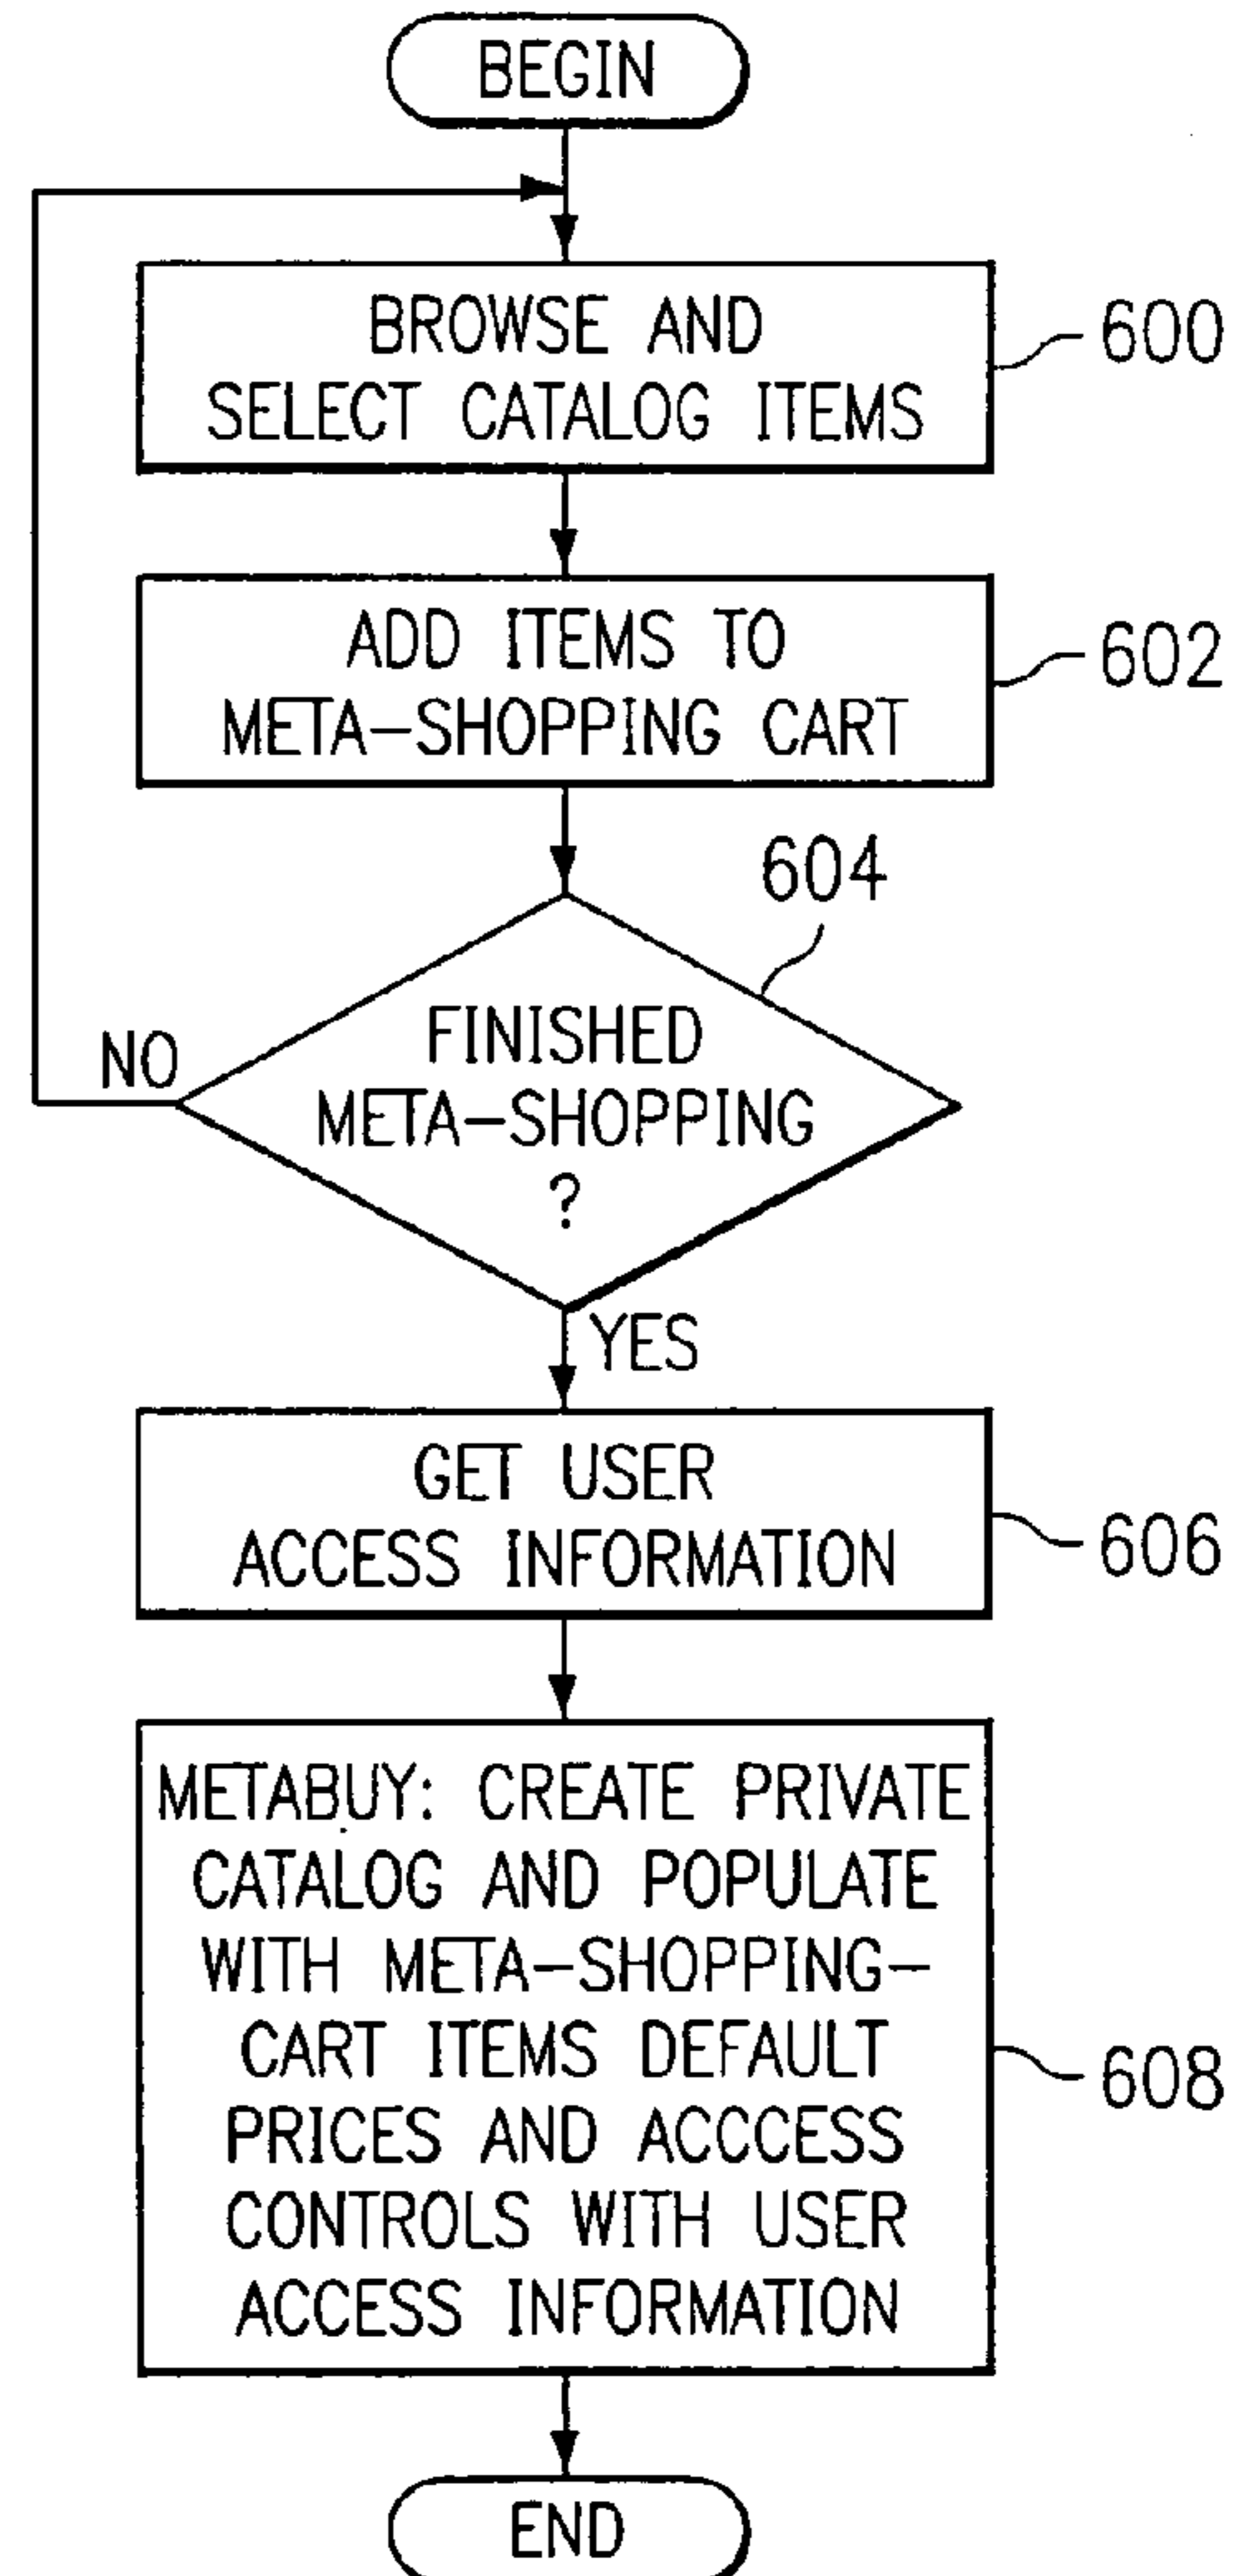 BEGIN
BROWSE AND
SELECT CATALOG ITEMS
600
ADD ITEMS TO
META-SHOPPING CART
602
604
FINISHED
META-SHOPPING
?
NO
YES
GET USER
ACCESS INFORMATION
606
METABUY: CREATE PRIVATE
CATALOG AND POPULATE
WITH META-SHOPPING-
CART ITEMS DEFAULT
PRICES AND ACCCESS
CONTROLS WITH USER
ACCESS INFORMATION
608
END